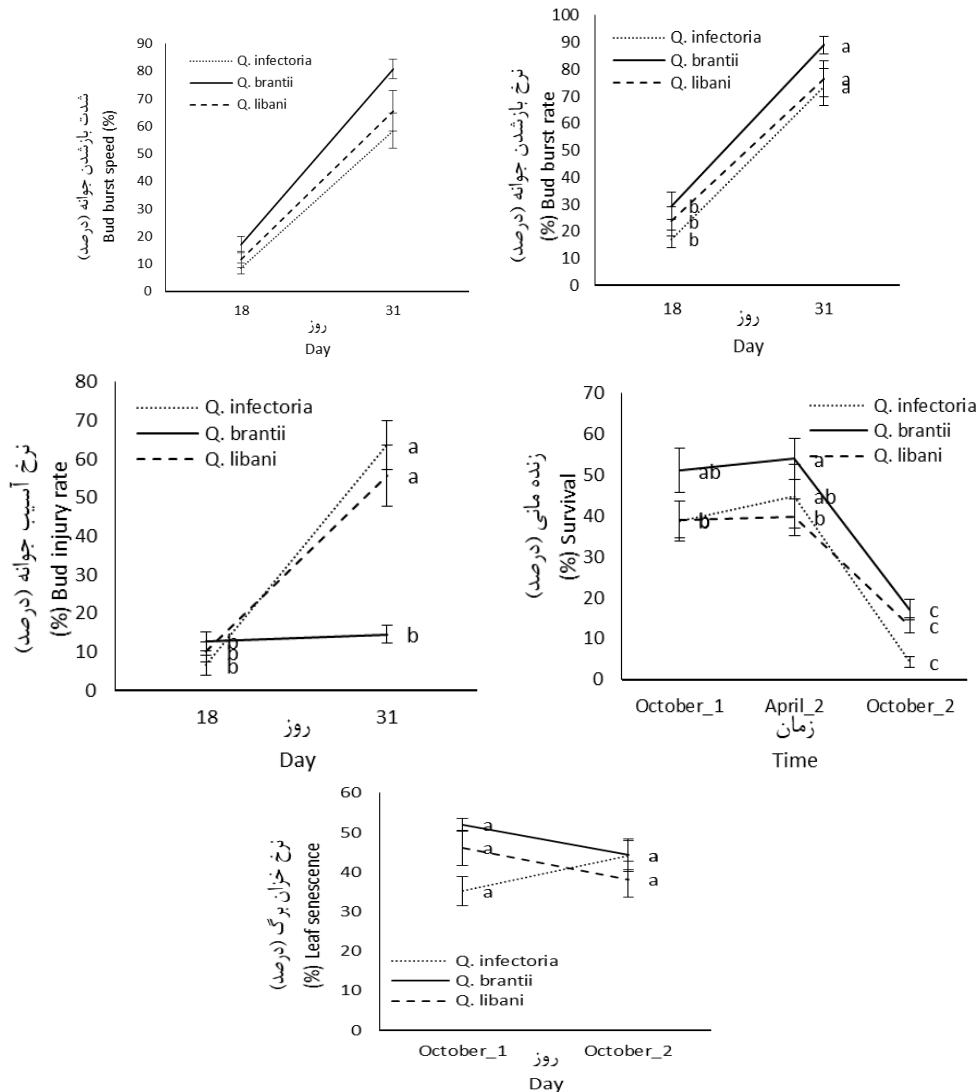 شدت بازشدن جوانه (درصد)
Bud burst speed (%)
90
80
70
60
50
40
30
20
10
0
Q. infectoria
Q. brantii
Q. libani
18
31
روز
Day
نرخ بازشدن جوانه (درصد)
(%) Bud burst rate
100
90
80
70
60
50
40
30
20
10
0
Q. infectoria
Q. brantii
Q. libani
a
a
a
b
b
b
18
31
روز
Day
نرخ آسیب جوانه (درصد)
(%) Bud injury rate
80
70
60
50
40
30
20
10
0
Q. infectoria
Q. brantii
Q. libani
a
a
b
b
b
b
18
31
روز
Day
زنده مانی (درصد)
(%) Survival
70
60
50
40
30
20
10
0
Q. infectoria
Q. brantii
Q. libani
ab
a
ab
b
b
c
c
c
October_1
April_2
October_2
زمان
Time
نرخ خزان برگ (درصد)
(%) Leaf senescence
60
50
40
30
20
10
0
a
a
a
a
a
Q. infectoria
Q. brantii
Q. libani
October_1
October_2
روز
Day